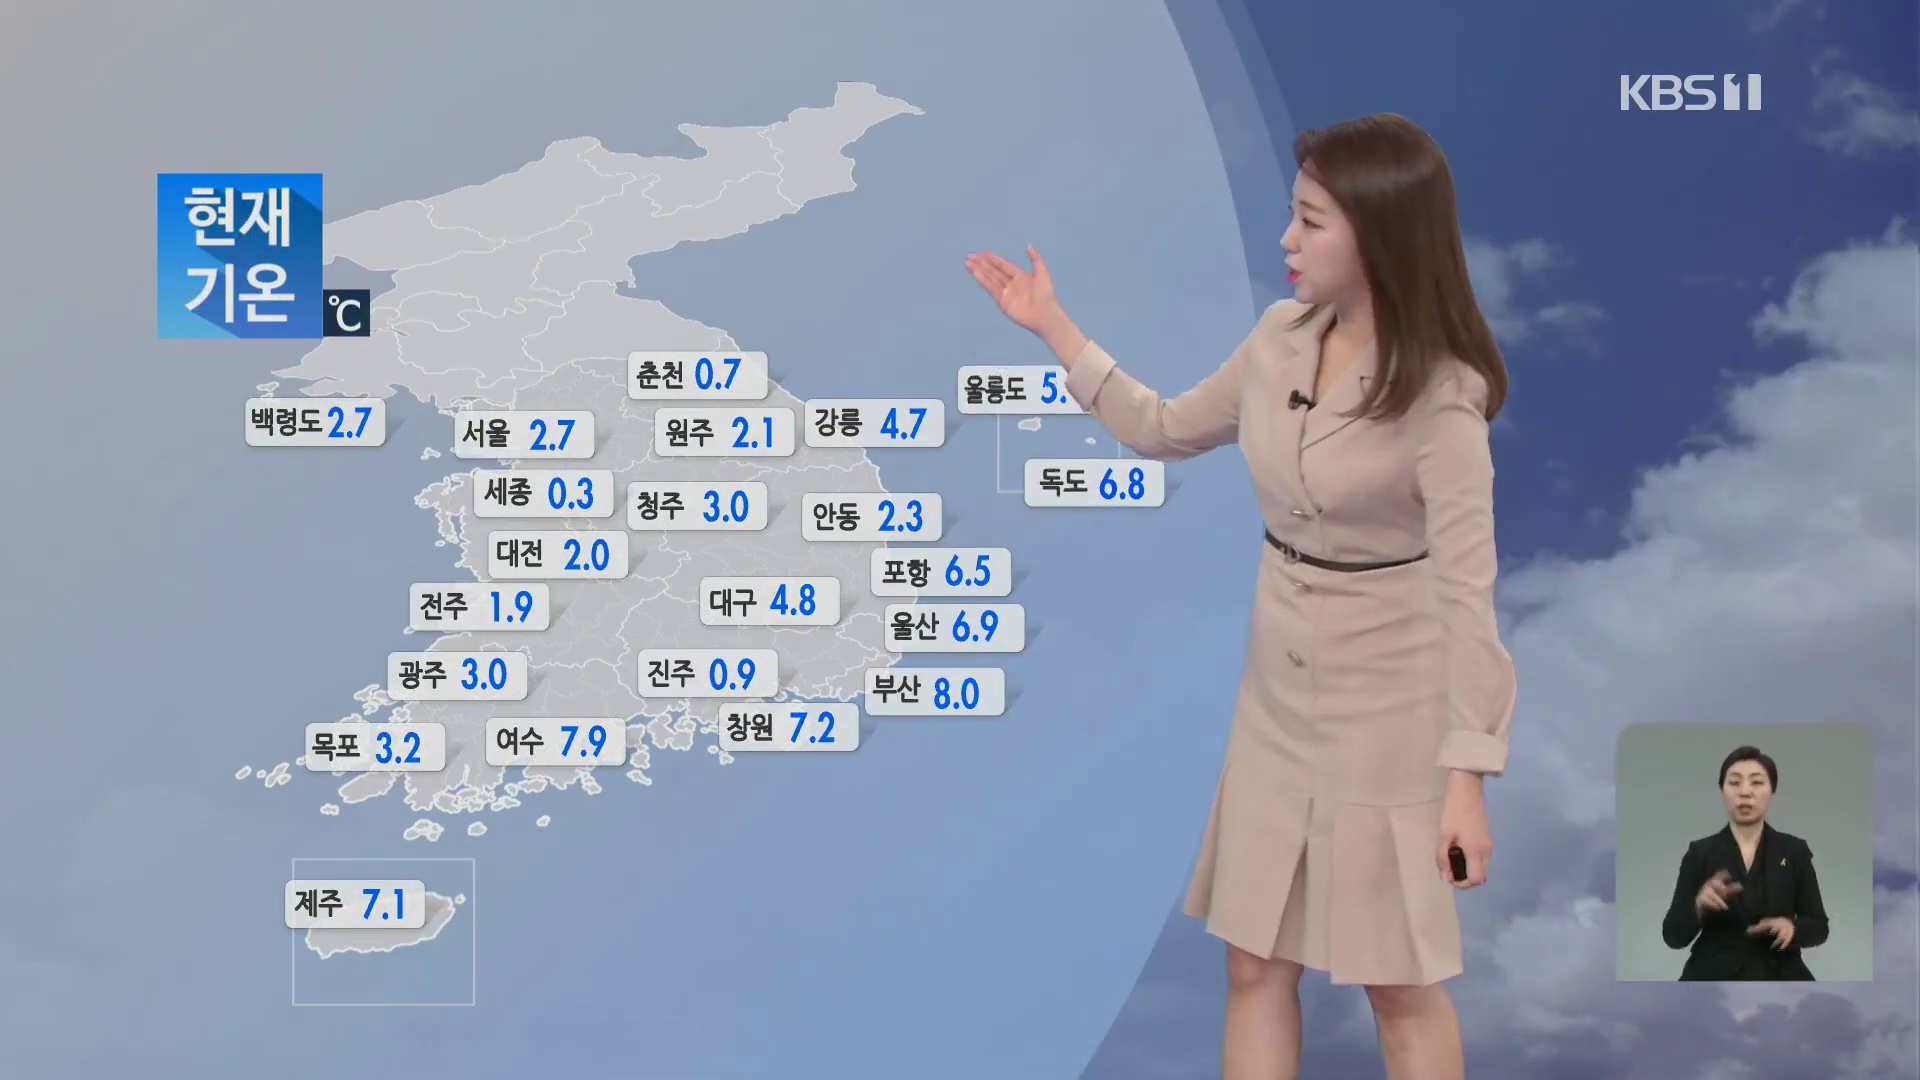 KBS 1
현재
기온
℃
춘천 0.7
울릉도 5.
백령도 2.7
서울 2.7
원주 2.1
강릉 4.7
독도 6.8
세종 0.3
청주 3.0
안동 2.3
대전 2.0
포항 6.5
전주 1.9
대구 4.8
울산 6.9
광주 3.0
진주 0.9
부산 8.0
목포 3.2
여수 7.9
창원 7.2
제주 7.1